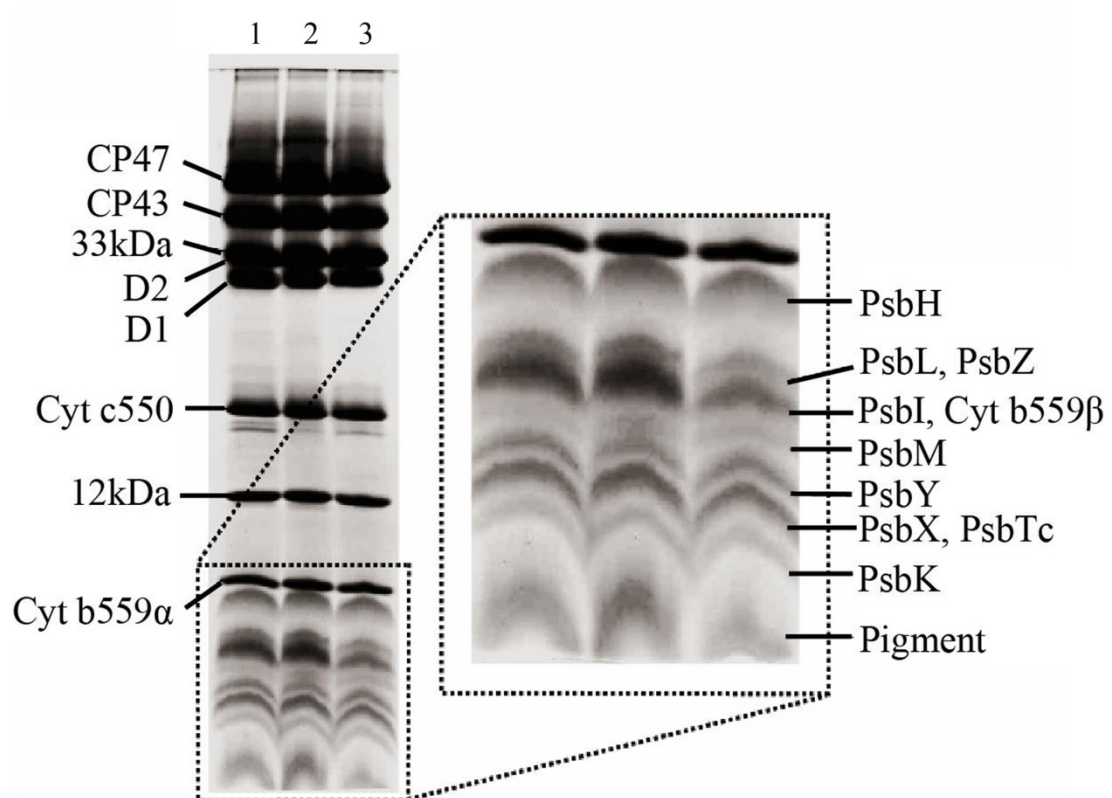 1 2 3
CP47
CP43
33kDa
D2
D1
Cyt c550
12kDa
Cyt b559α
PsbH
PsbL, PsbZ
PsbI, Cyt b559β
PsbM
PsbY
PsbX, PsbTc
PsbK
Pigment